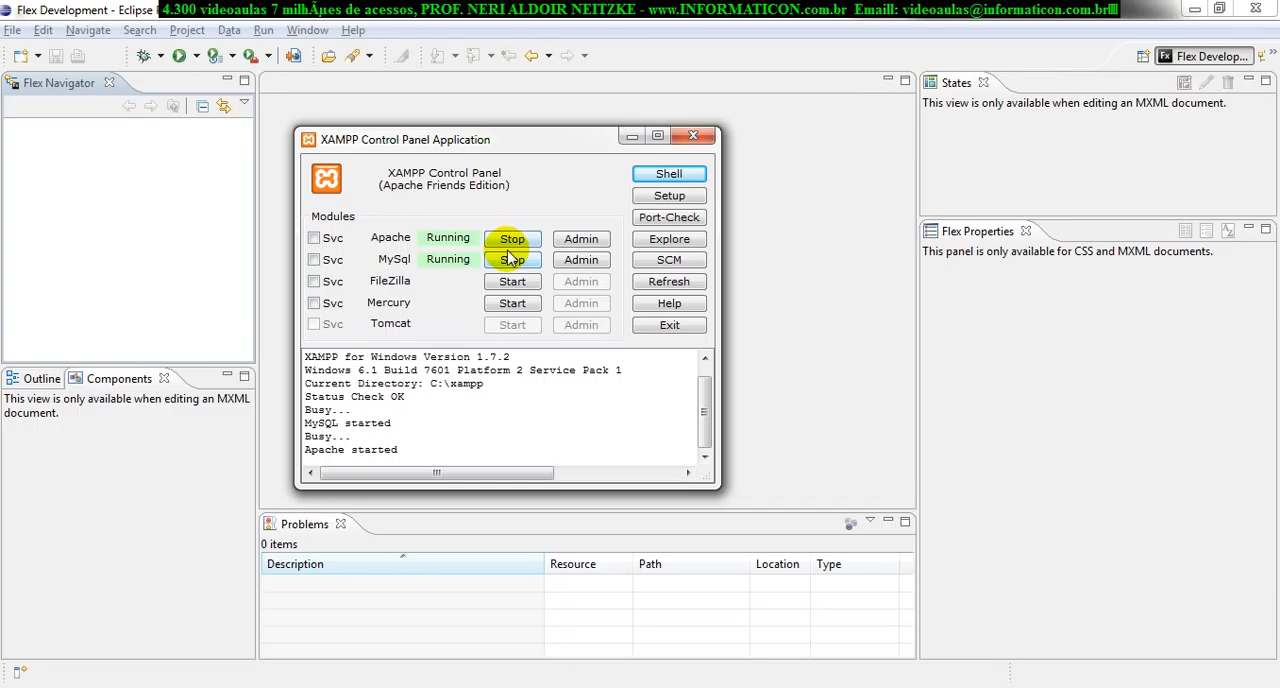 Flex Development - Eclipse
4.300 videoaulas 7 milhÃµes de acessos, PROF. NERI ALDOIR NEITZKE - www.INFORMATICON.com.br Emaill: videoaulas@informaticon.com.br
File Edit Navigate Search Project Data Run Window Help
Fx Flex Develop...
Flex Navigator
States
This view is only available when editing an MXML document.
XAMPP Control Panel Application
XAMPP Control Panel
(Apache Friends Edition)
Shell
Setup
Modules
Port-Check
Svc Apache Running Stop Admin
Explore
Svc MySql Running Stop Admin
SCM
Svc FileZilla Start Admin
Refresh
Svc Mercury Start Admin
Help
Svc Tomcat Start Admin
Exit
XAMPP for Windows Version 1.7.2
Windows 6.1 Build 7601 Platform 2 Service Pack 1
Current Directory: C:\xampp
Status Check OK
Busy...
MySQL started
Busy...
Apache started
Flex Properties
This panel is only available for CSS and MXML documents.
Outline Components
This view is only available when editing an MXML
document.
Problems
0 items
Description Resource Path Location Type